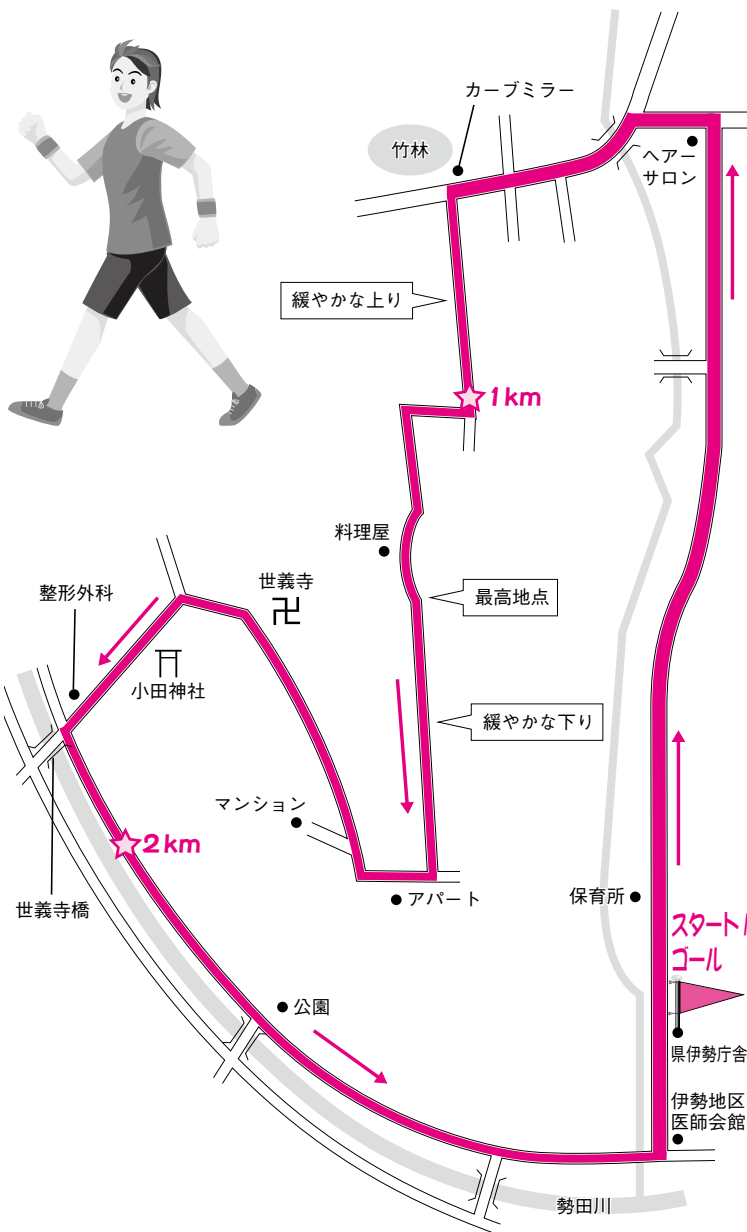 カーブミラー
竹林
ヘアー
サロン
緩やかな上り
1km
料理屋
世義寺
整形外科
最高地点
小田神社
緩やかな下り
マンション
2km
アパート
保育所
世義寺橋
スタート/
ゴール
公園
県伊勢庁舎
伊勢地区
医師会館
勢田川